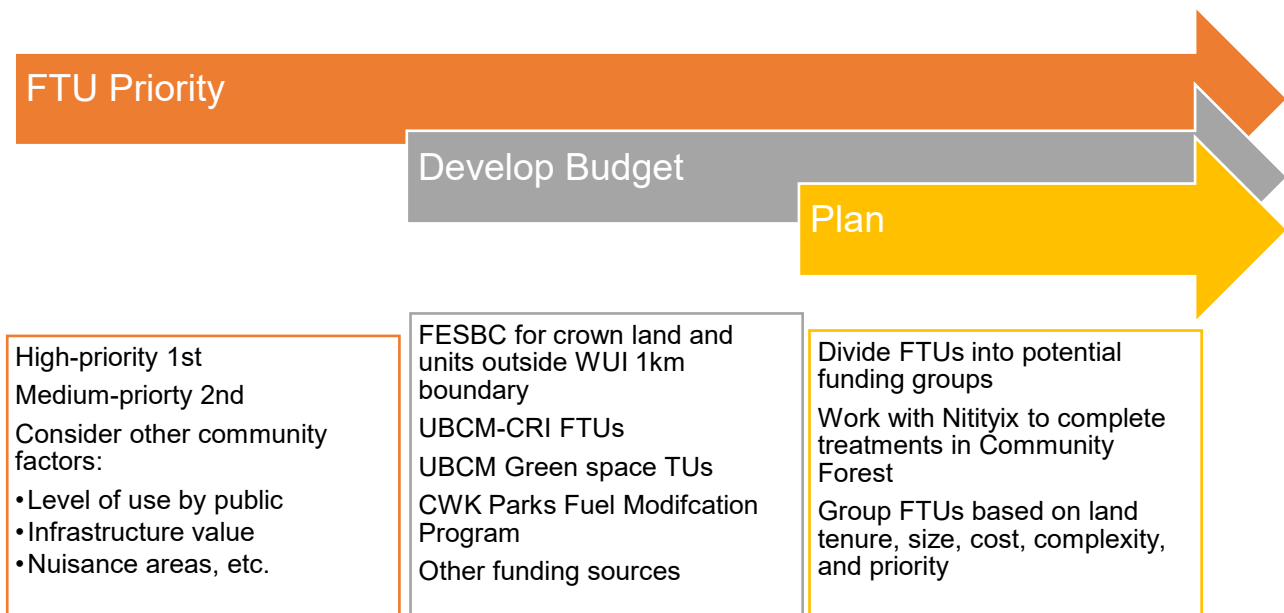 FTU Priority
Develop Budget
Plan
High-priority 1st
Medium-priorty 2nd
Consider other community
factors:
•Level of use by public
•Infrastructure value
•Nuisance areas, etc.
FESBC for crown land and
units outside WUI 1km
boundary
UBCM-CRI FTUs
UBCM Green space TUs
CWK Parks Fuel Modifcation
Program
Other funding sources
Divide FTUs into potential
funding groups
Work with Nitityix to complete
treatments in Community
Forest
Group FTUs based on land
tenure, size, cost, complexity,
and priority